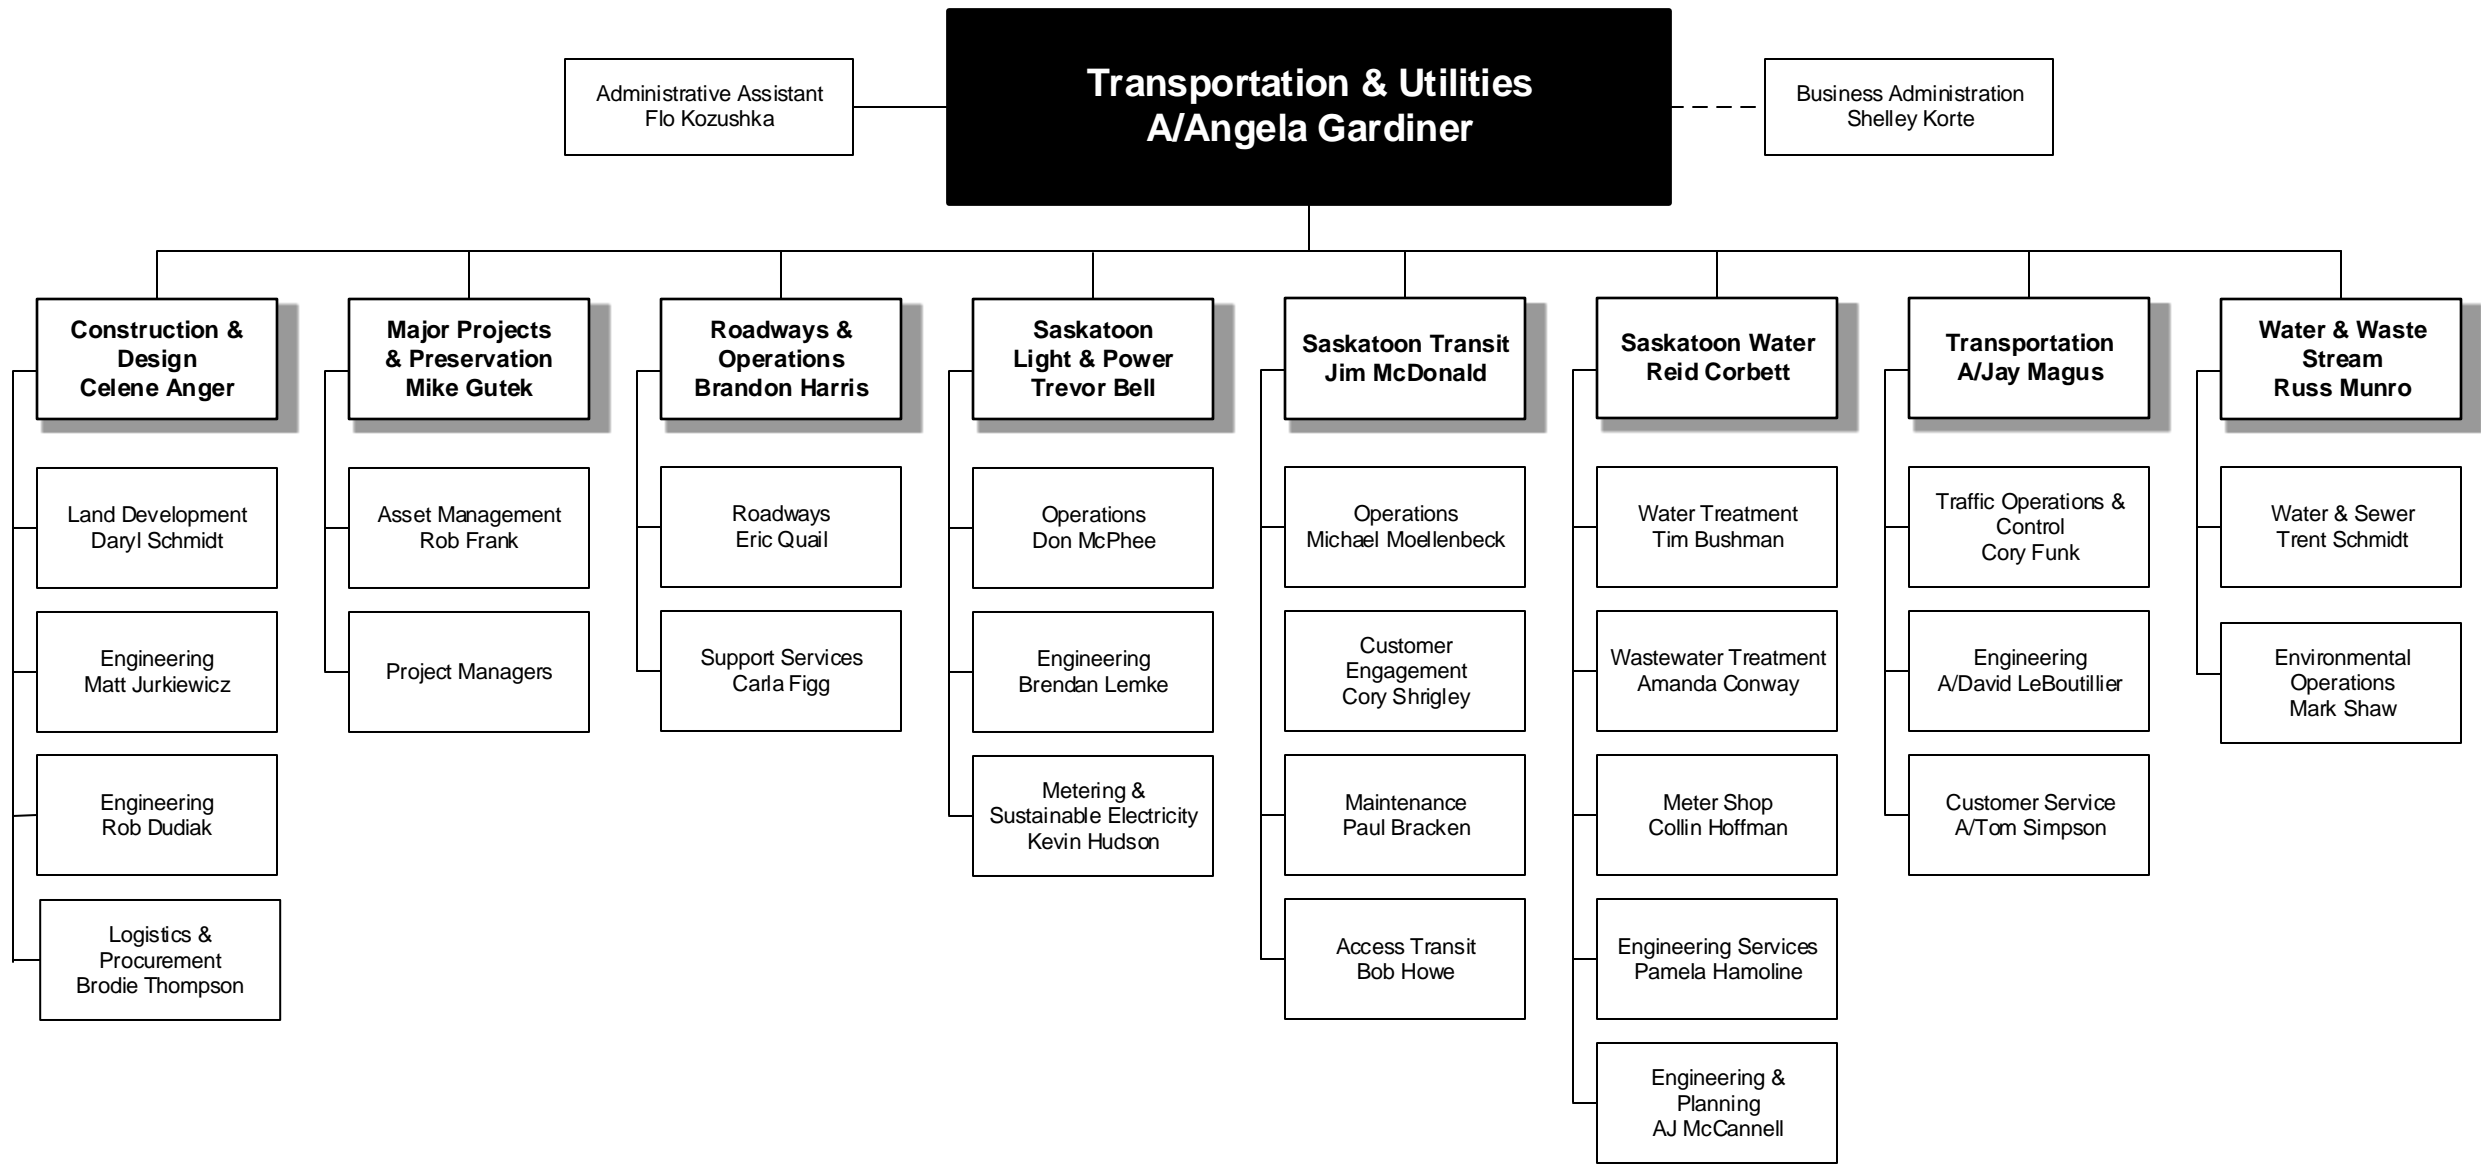 Transportation & Utilities
A/Angela Gardiner
Administrative Assistant
Flo Kozushka
Business Administration
Shelley Korte
Construction &
Design
Celene Anger
Land Development
Daryl Schmidt
Engineering
Matt Jurkiewicz
Engineering
Rob Dudiak
Logistics &
Procurement
Brodie Thompson
Major Projects
& Preservation
Mike Gutek
Asset Management
Rob Frank
Project Managers
Roadways &
Operations
Brandon Harris
Roadways
Eric Quail
Support Services
Carla Figg
Saskatoon
Light & Power
Trevor Bell
Operations
Don McPhee
Engineering
Brendan Lemke
Metering &
Sustainable Electricity
Kevin Hudson
Saskatoon Transit
Jim McDonald
Operations
Michael Moellenbeck
Customer
Engagement
Cory Shrigley
Maintenance
Paul Bracken
Access Transit
Bob Howe
Saskatoon Water
Reid Corbett
Water Treatment
Tim Bushman
Wastewater Treatment
Amanda Conway
Meter Shop
Collin Hoffman
Engineering Services
Pamela Hamoline
Engineering &
Planning
AJ McCannell
Transportation
A/Jay Magus
Traffic Operations &
Control
Cory Funk
Engineering
A/David LeBoutillier
Customer Service
A/Tom Simpson
Water & Waste
Stream
Russ Munro
Water & Sewer
Trent Schmidt
Environmental
Operations
Mark Shaw